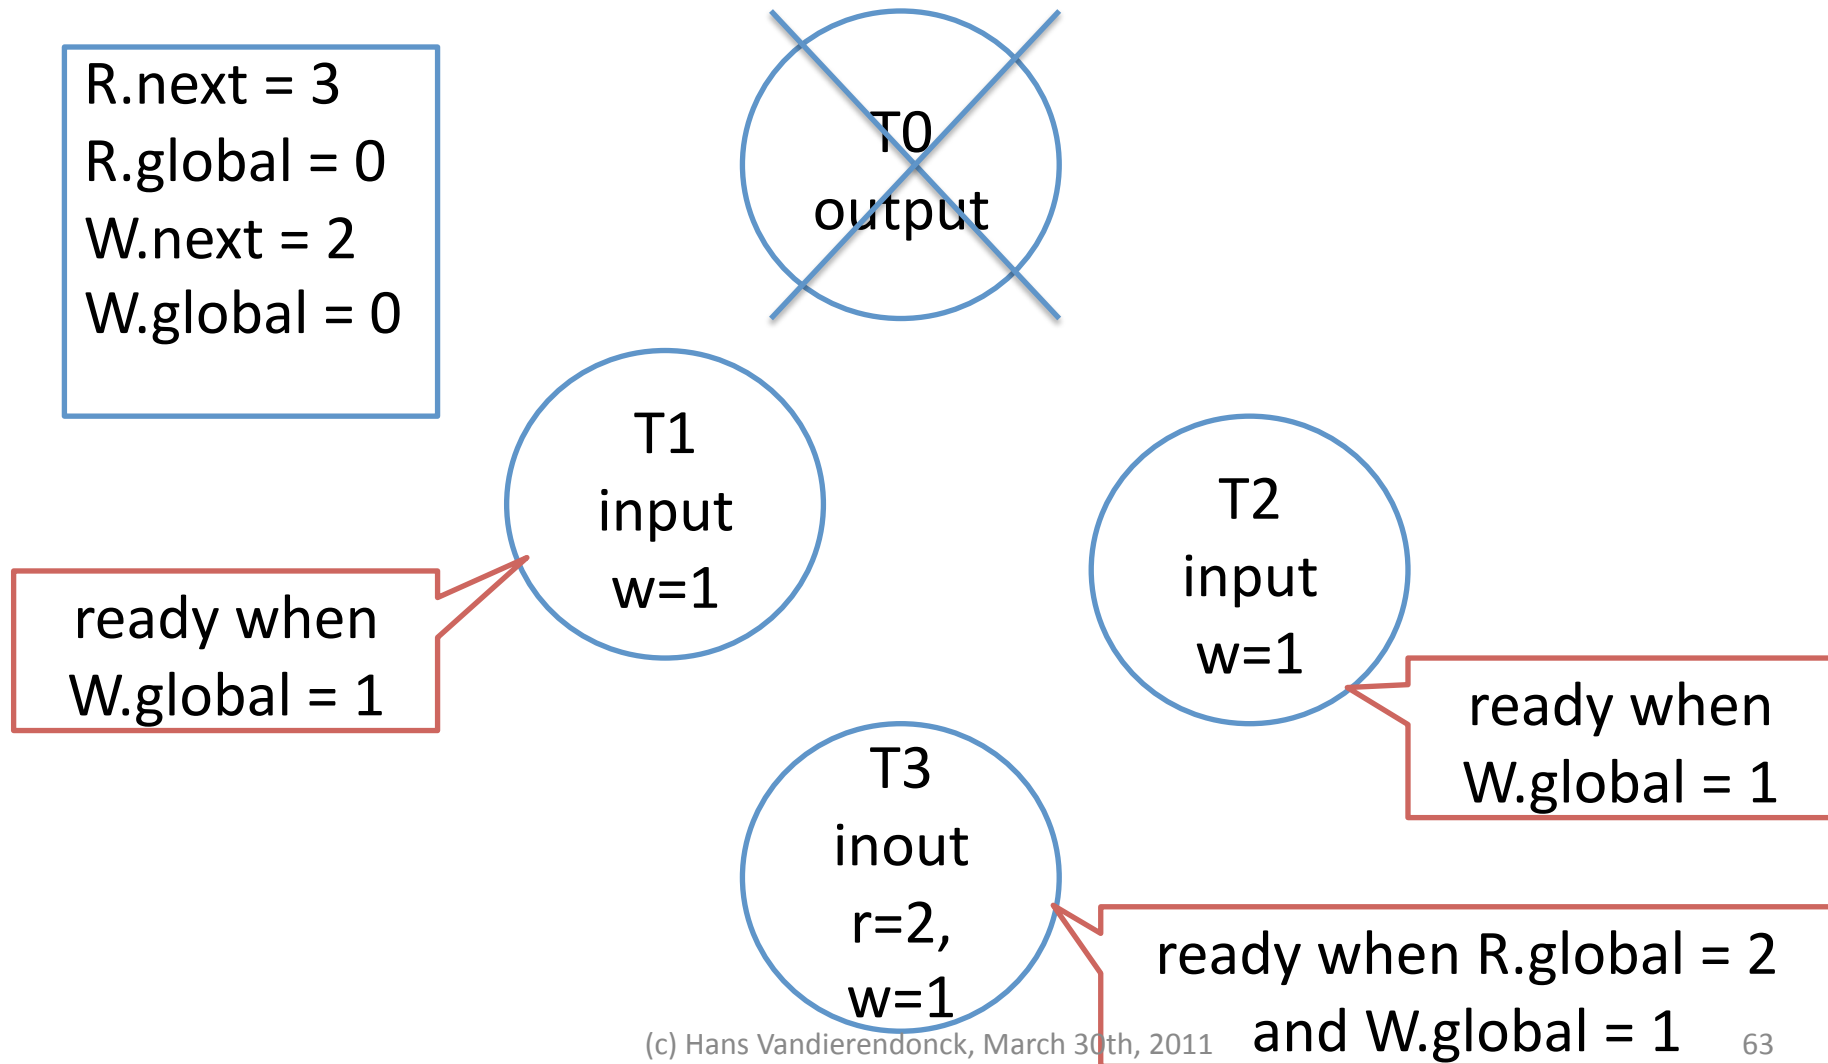 R.next = 3
R.global = 0
W.next = 2
W.global = 0
T0
output
T1
input
w=1
ready when
W.global = 1
T2
input
w=1
ready when
W.global = 1
T3
inout
r=2,
w=1
ready when R.global = 2
and W.global = 1
(c) Hans Vandierendonck, March 30th, 2011
63